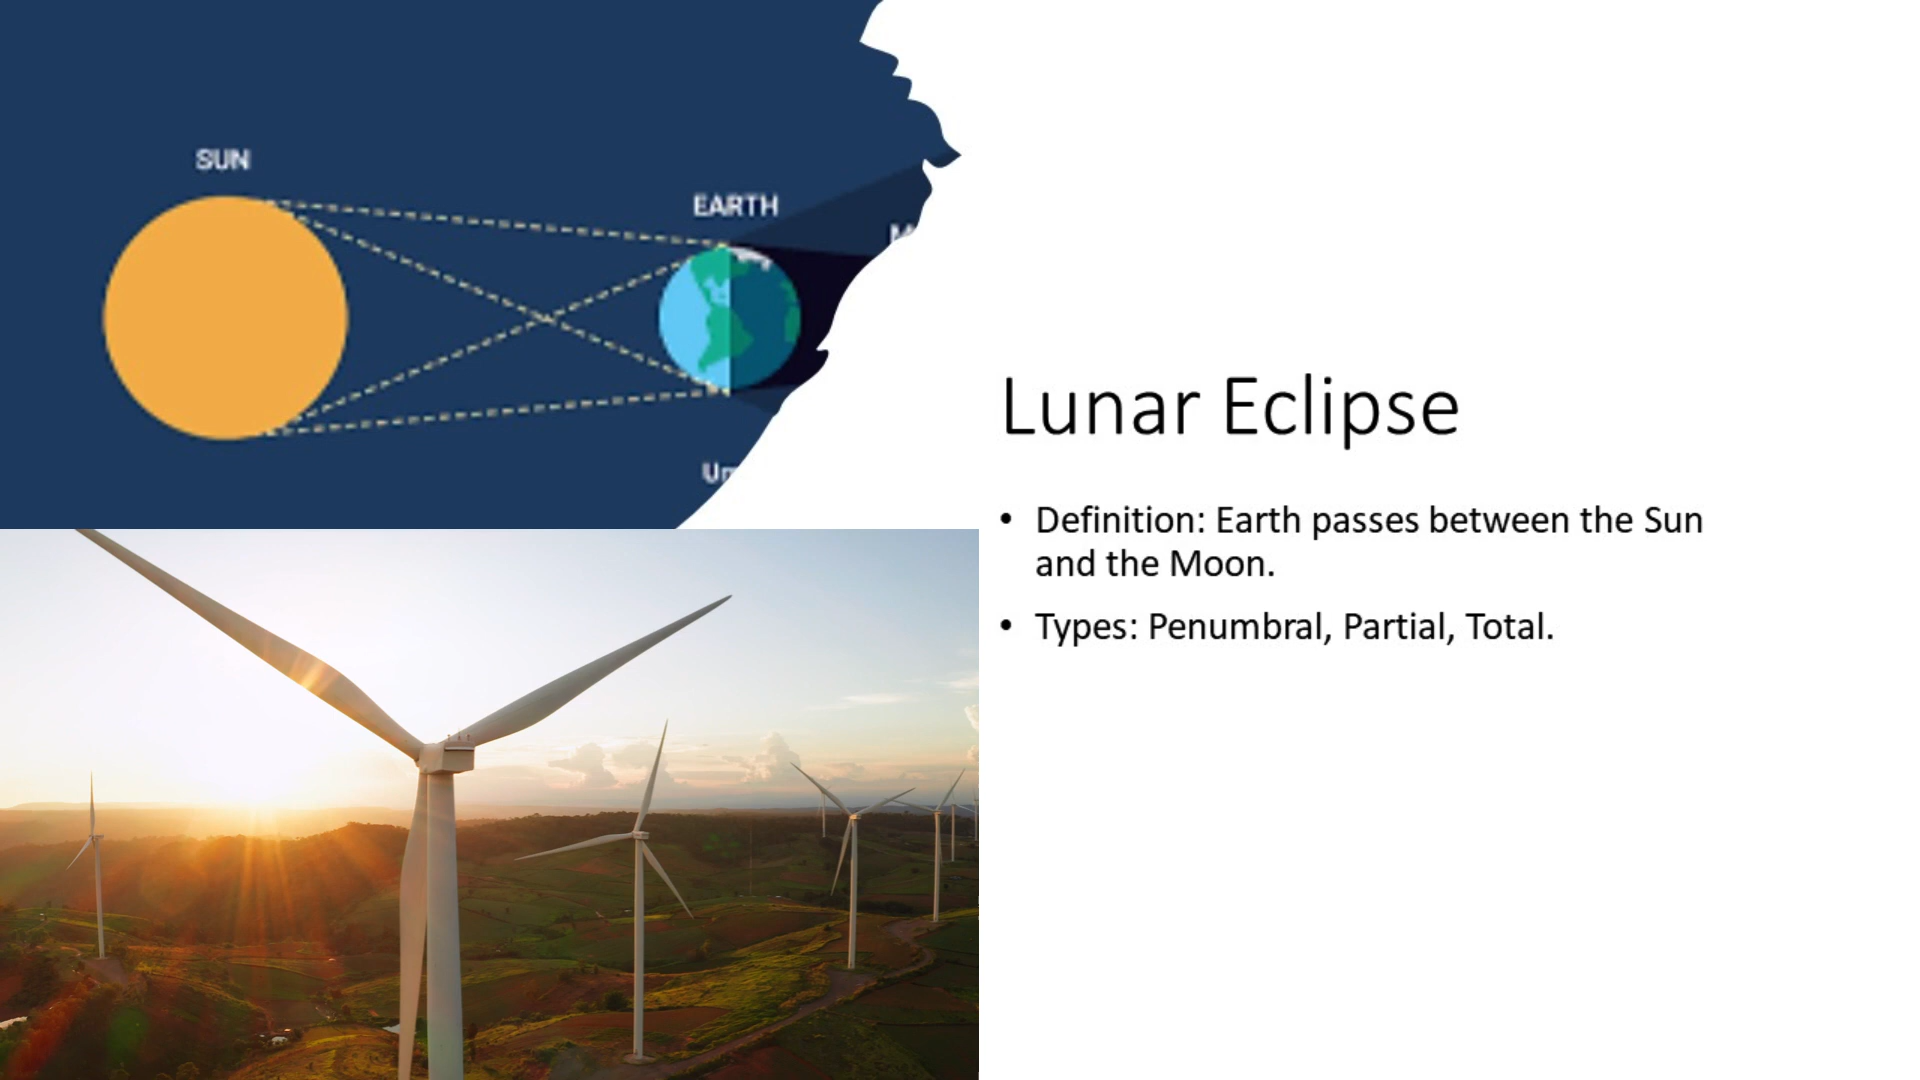 SUN
EARTH
Lunar Eclipse
• Definition: Earth passes between the Sun
and the Moon.
• Types: Penumbral, Partial, Total.